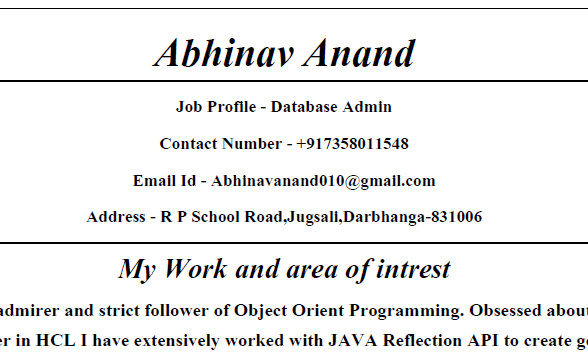 Abhinav Anand
Job Profile - Database Admin
Contact Number - +917358011548
Email Id - Abhinavanand010@gmail.com
Address - R P School Road,Jugsali,Darbhanga-831006
My Work and area of intrest
admirer and strict follower of Object Orient Programming. Obsessed about
in HCL I have extensively worked with JAVA Reflection API to create